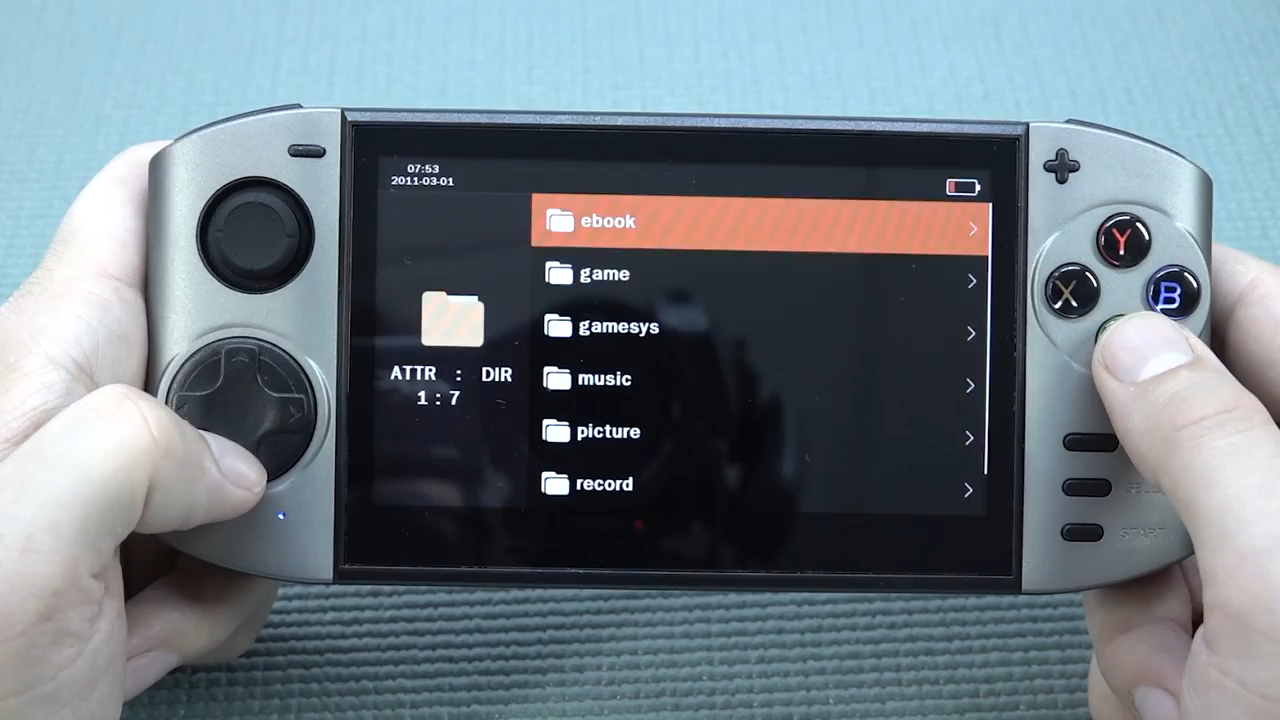 07:53
2011-03-01
ebook
game
gamesys
music
picture
record
ATTR : DIR
1:7
Y
X
B
START